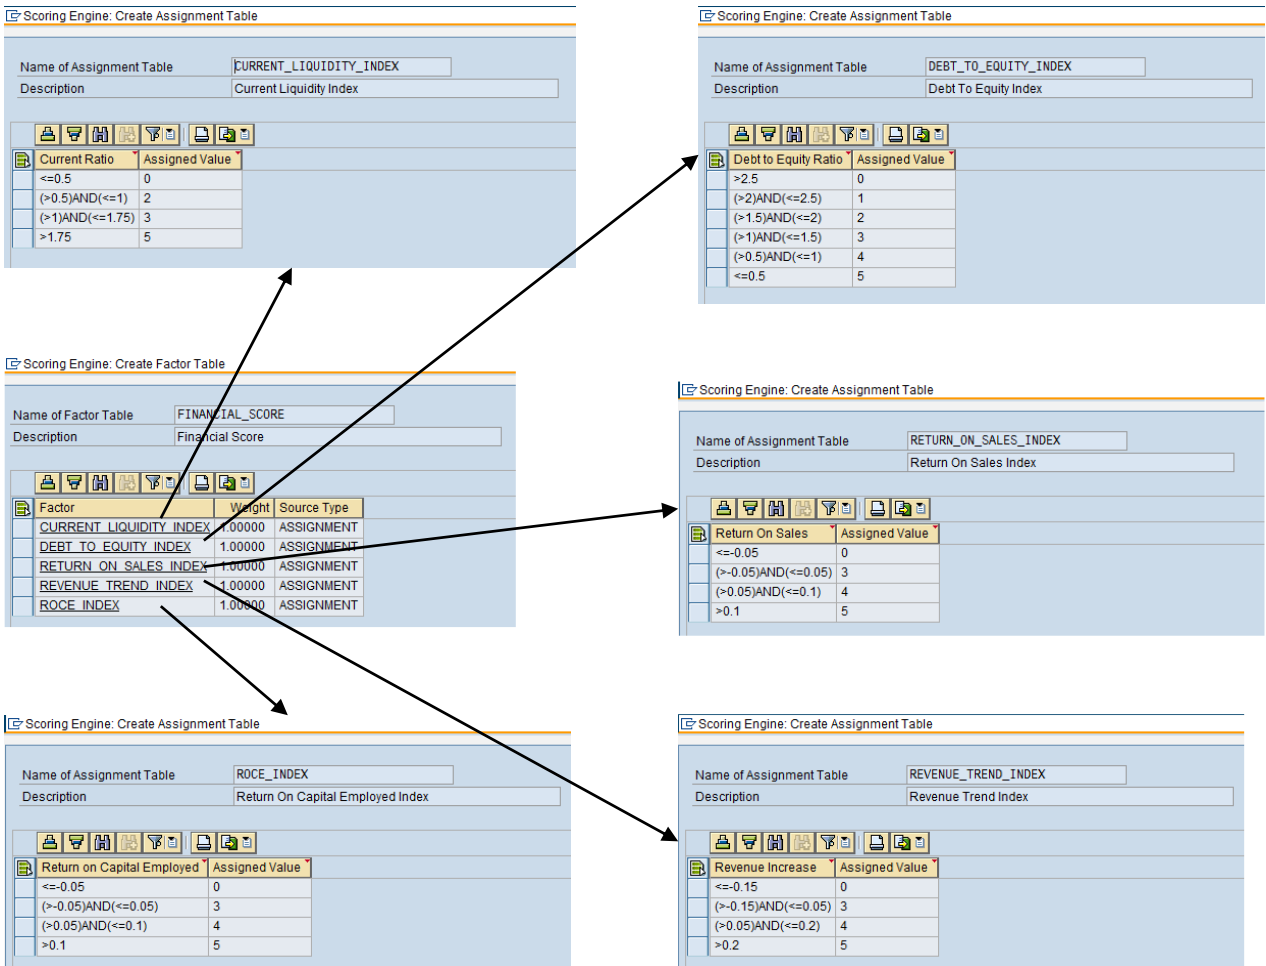 Scoring Engine: Create Assignment Table
Name of Assignment Table CURRENT_LIQUIDITY_INDEX
Description Current Liquidity Index
Current Ratio Assigned Value
<=0.5 0
(>0.5)AND(<=1) 2
(>1)AND(<=1.75) 3
>1.75 5
Scoring Engine: Create Assignment Table
Name of Assignment Table DEBT_TO_EQUITY_INDEX
Description Debt To Equity Index
Debt to Equity Ratio Assigned Value
>2.5 0
(>2)AND(<=2.5) 1
(>1.5)AND(<=2) 2
(>1)AND(<=1.5) 3
(>0.5)AND(<=1) 4
<=0.5 5
Scoring Engine: Create Factor Table
Name of Factor Table FINANCIAL_SCORE
Description Financial Score
Factor Weight Source Type
CURRENT_LIQUIDITY_INDEX 1.00000 ASSIGNMENT
DEBT_TO_EQUITY_INDEX 1.00000 ASSIGNMENT
RETURN_ON_SALES_INDEX 1.00000 ASSIGNMENT
REVENUE_TREND_INDEX 1.00000 ASSIGNMENT
ROCE_INDEX 1.00000 ASSIGNMENT
Scoring Engine: Create Assignment Table
Name of Assignment Table RETURN_ON_SALES_INDEX
Description Return On Sales Index
Return On Sales Assigned Value
<=-0.05 0
(>-0.05)AND(<=0.05) 3
(>0.05)AND(<=0.1) 4
>0.1 5
Scoring Engine: Create Assignment Table
Name of Assignment Table ROCE_INDEX
Description Return On Capital Employed Index
Return on Capital Employed Assigned Value
<=-0.05 0
(>-0.05)AND(<=0.05) 3
(>0.05)AND(<=0.1) 4
>0.1 5
Scoring Engine: Create Assignment Table
Name of Assignment Table REVENUE_TREND_INDEX
Description Revenue Trend Index
Revenue Increase Assigned Value
<=-0.15 0
(>-0.15)AND(<=0.05) 3
(>0.05)AND(<=0.2) 4
>0.2 5